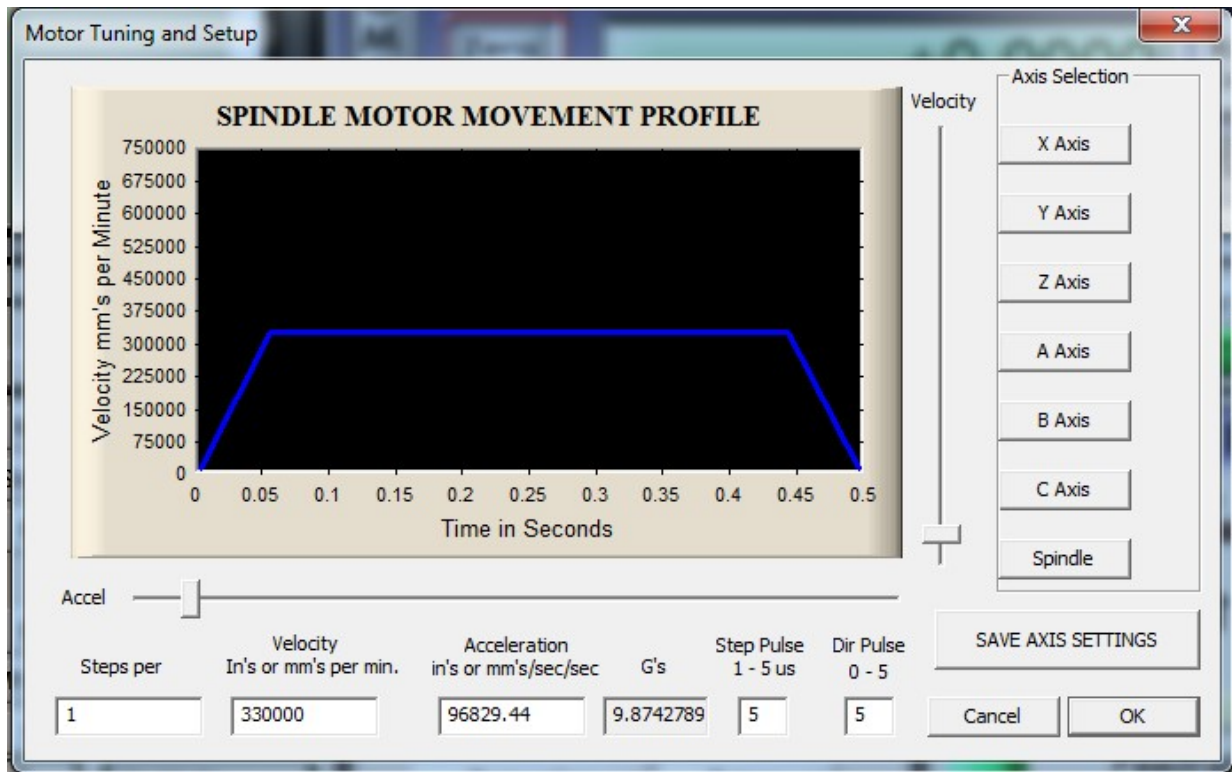 Motor Tuning and Setup
SPINDLE MOTOR MOVEMENT PROFILE
Velocity mm's per Minute
750000
675000
600000
525000
450000
375000
300000
225000
150000
75000
0
0 0.05 0.1 0.15 0.2 0.25 0.3 0.35 0.4 0.45 0.5
Time in Seconds
Velocity
Axis Selection
X Axis
Y Axis
Z Axis
A Axis
B Axis
C Axis
Spindle
Accel
Steps per
1
Velocity
In's or mm's per min.
330000
Acceleration
in's or mm's/sec/sec
96829.44
G's
9.8742789
Step Pulse
1 - 5 us
5
Dir Pulse
0 - 5
5
SAVE AXIS SETTINGS
Cancel
OK